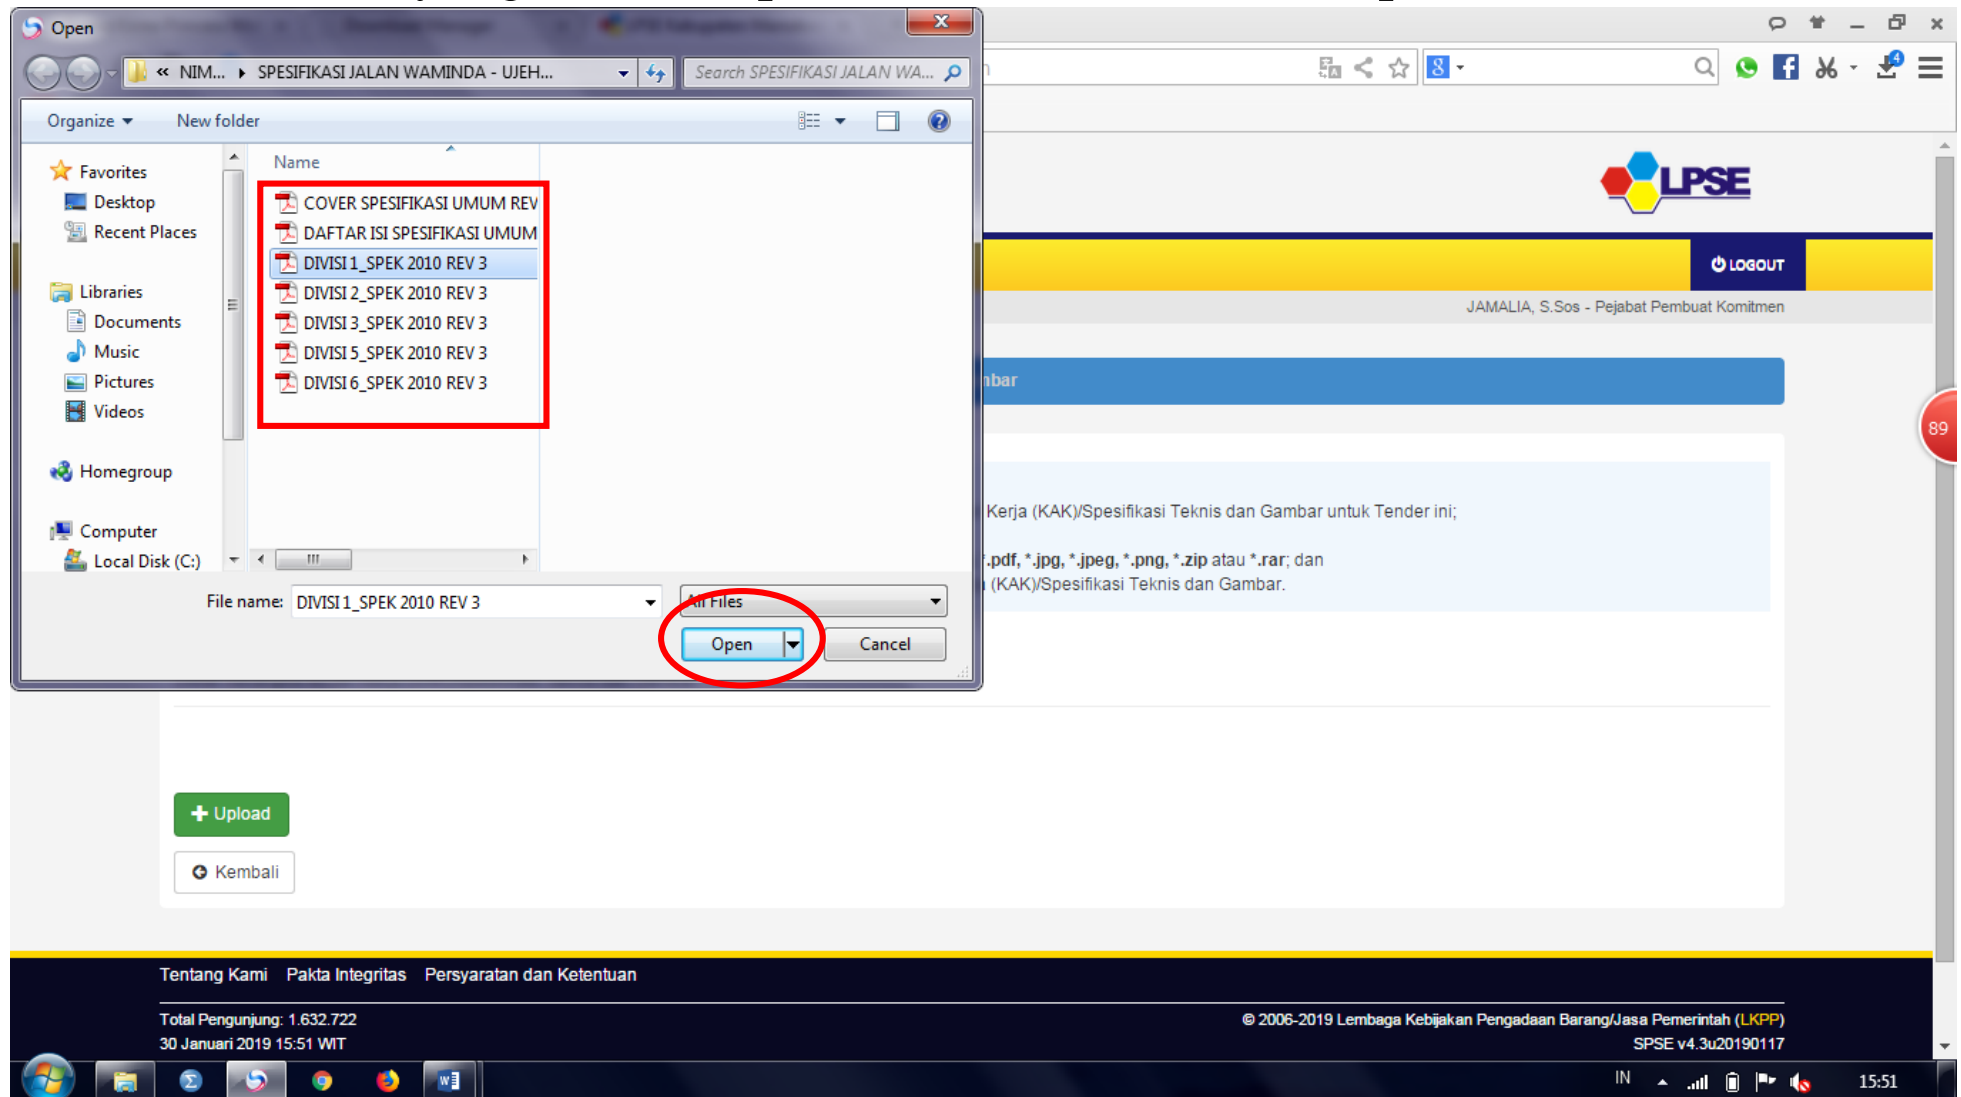 Open
« NIM... ▸ SPESIFIKASI JALAN WAMINDA - UJEH...
Search SPESIFIKASI JALAN WA...
Organize
New folder
Name
Favorites
Desktop
Recent Places
Libraries
Documents
Music
Pictures
Videos
Homegroup
Computer
Local Disk (C:)
COVER SPESIFIKASI UMUM REV
DAFTAR ISI SPESIFIKASI UMUM
DIVISI 1_SPEK 2010 REV 3
DIVISI 2_SPEK 2010 REV 3
DIVISI 3_SPEK 2010 REV 3
DIVISI 5_SPEK 2010 REV 3
DIVISI 6_SPEK 2010 REV 3
File name: DIVISI 1_SPEK 2010 REV 3
All Files
Open
Cancel
8
4
LPSE
LOGOUT
JAMALIA, S.Sos - Pejabat Pembuat Komitmen
nbar
89
Kerja (KAK)/Spesifikasi Teknis dan Gambar untuk Tender ini;
*.pdf, *.jpg, *.jpeg, *.png, *.zip atau *.rar; dan
(KAK)/Spesifikasi Teknis dan Gambar.
+ Upload
Kembali
Tentang Kami Pakta Integritas Persyaratan dan Ketentuan
Total Pengunjung: 1.632.722
30 Januari 2019 15:51 WIT
© 2006-2019 Lembaga Kebijakan Pengadaan Barang/Jasa Pemerintah (LKPP)
SPSE v4.3u20190117
IN
15:51